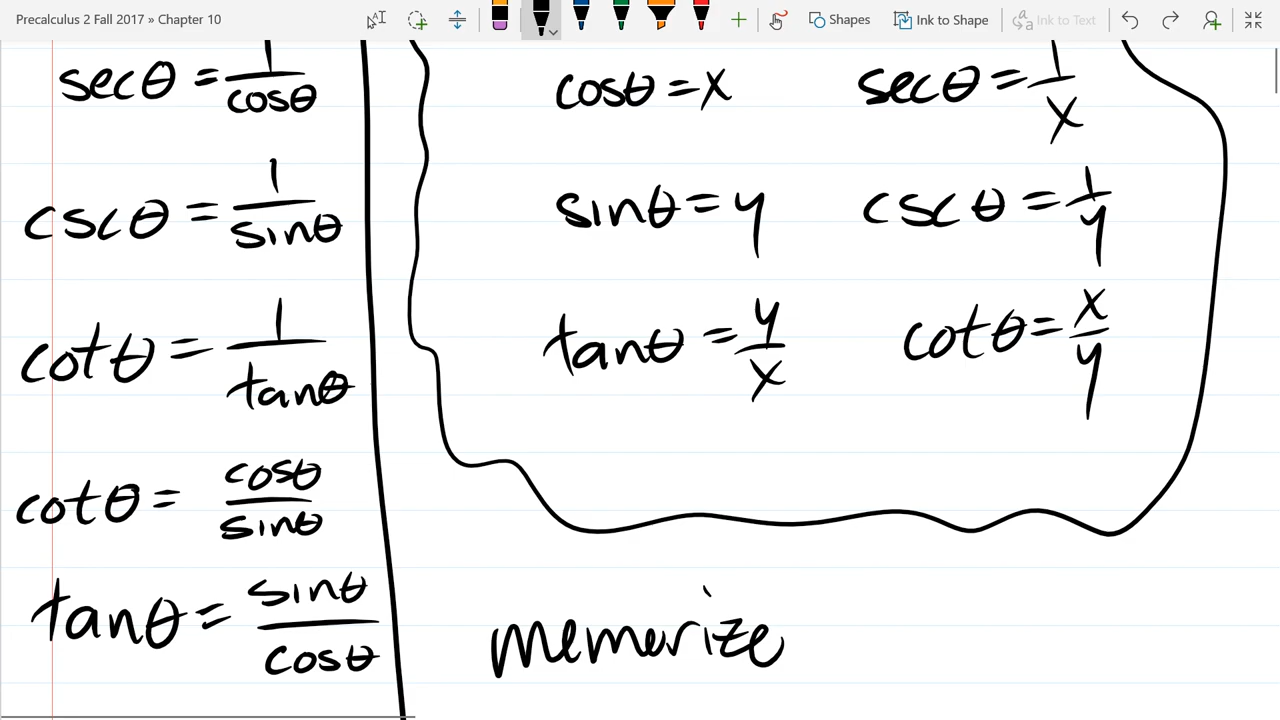 Precalculus 2 Fall 2017 » Chapter 10
Shapes
Ink to Shape
Ink to Text
secθ = 1/cosθ
cscθ = 1/sinθ
cotθ = 1/tanθ
cotθ = cosθ/sinθ
tanθ = sinθ/cosθ
cosθ = x secθ = 1/x
sinθ = y cscθ = 1/y
tanθ = y/x cotθ = x/y
memorize